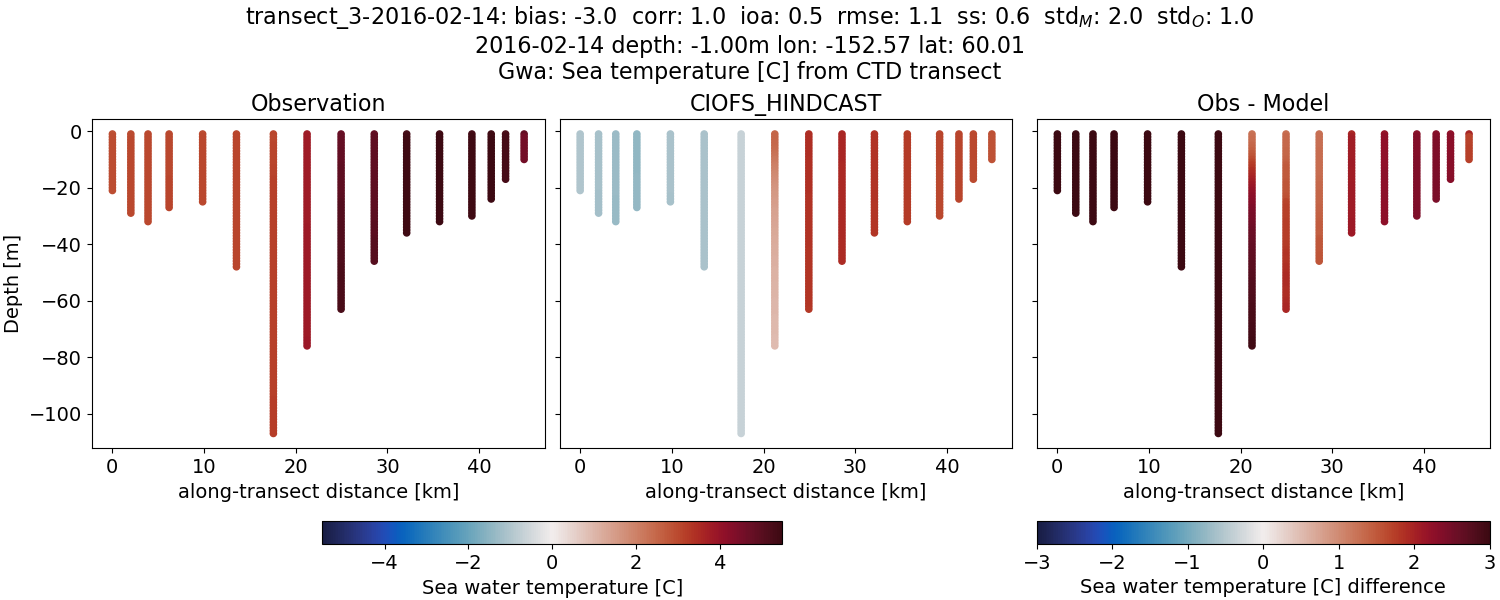 transect_3-2016-02-14: bias: -3.0  corr: 1.0  ioa: 0.5  rmse: 1.1  ss: 0.6  std_M: 2.0  std_O: 1.0
2016-02-14 depth: -1.00m lon: -152.57 lat: 60.01
Gwa: Sea temperature [C] from CTD transect
Observation
CIOFS_HINDCAST
Obs - Model
Depth [m]
0
−20
−40
−60
−80
−100
0 10 20 30 40
0 10 20 30 40
0 10 20 30 40
along-transect distance [km]
along-transect distance [km]
along-transect distance [km]
−4 −2 0 2 4
Sea water temperature [C]
−3 −2 −1 0 1 2 3
Sea water temperature [C] difference